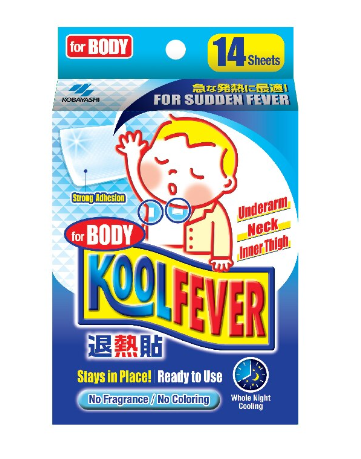 for BODY
14 Sheets
KOBAYASHI
急な発熱に最適!
FOR SUDDEN FEVER
Strong Adhesion
Underarm
Neck
Inner Thigh
for BODY
KOOLFEVER
退熱貼
Stays in Place! Ready to Use
No Fragrance / No Coloring
Whole Night
Cooling